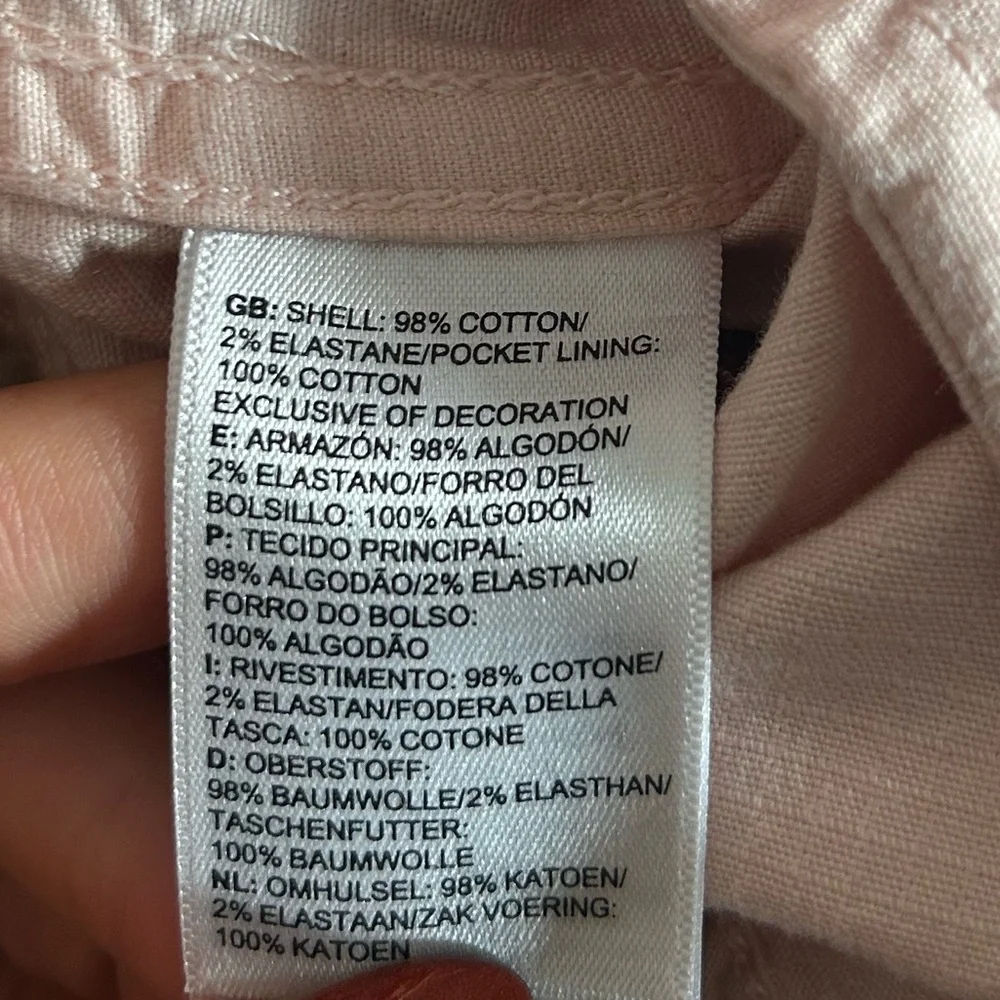 GB: SHELL: 98% COTTON/
2% ELASTANE/POCKET LINING:
100% COTTON
EXCLUSIVE OF DECORATION
E: ARMAZÓN: 98% ALGODÓN/
2% ELASTANO/FORRO DEL
BOLSILLO: 100% ALGODÓN
P: TECIDO PRINCIPAL:
98% ALGODÃO/2% ELASTANO/
FORRO DO BOLSO:
100% ALGODÃO
I: RIVESTIMENTO: 98% COTONE/
2% ELASTAN/FODERA DELLA
TASCA: 100% COTONE
D: OBERSTOFF:
98% BAUMWOLLE/2% ELASTHAN/
TASCHENFUTTER:
100% BAUMWOLLE
NL: OMHULSEL: 98% KATOEN/
2% ELASTAAN/ZAK VOERING:
100% KATOEN